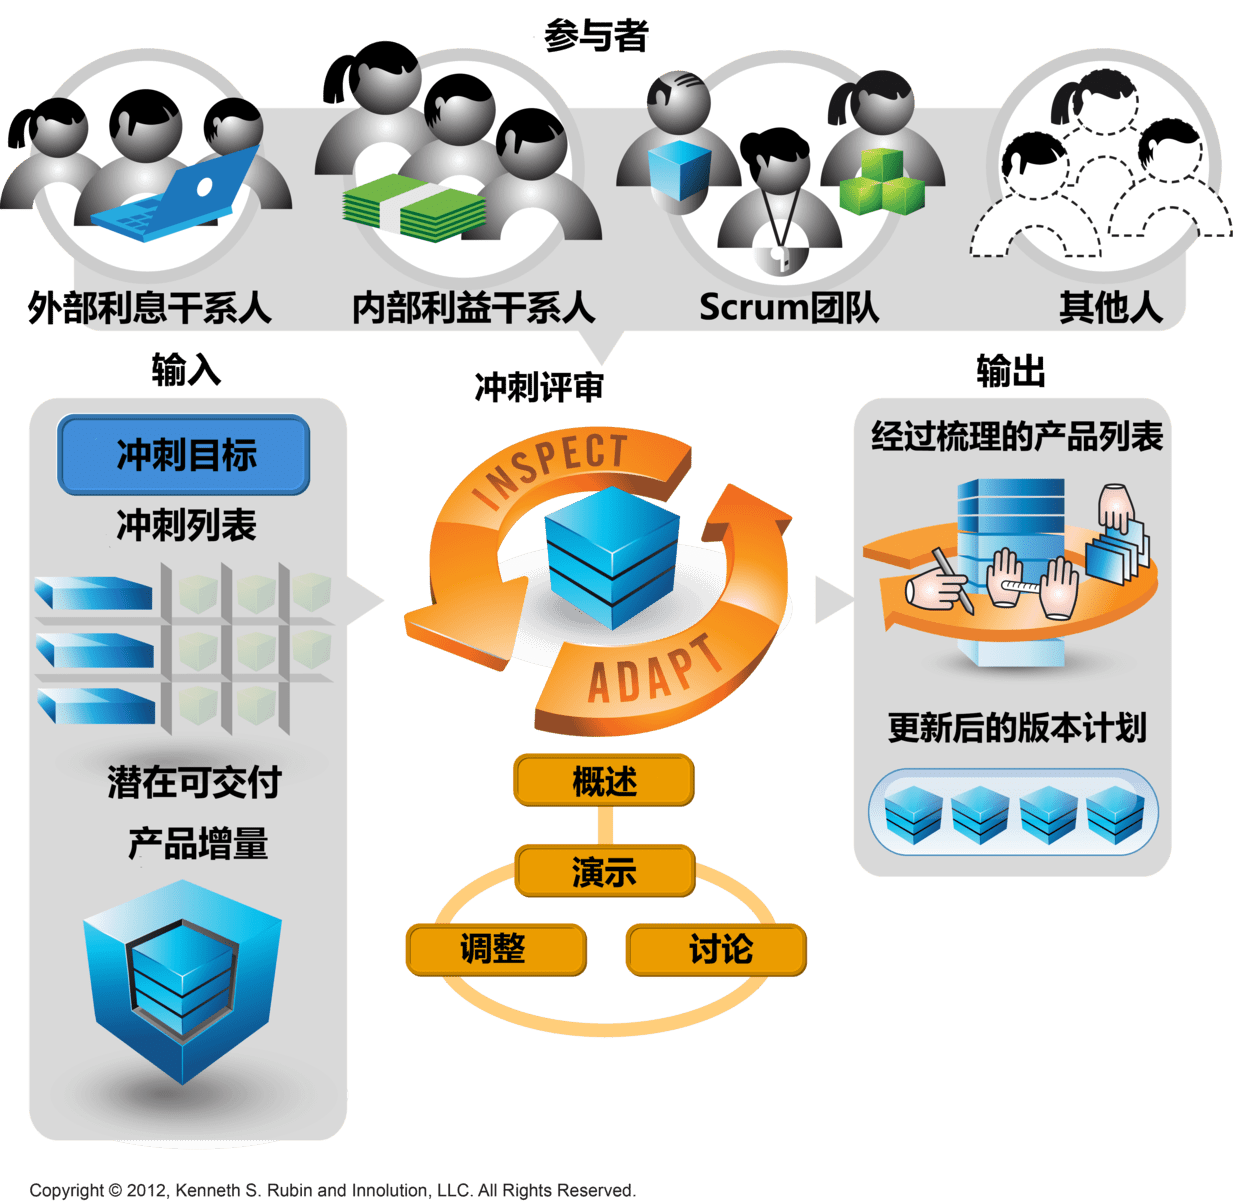 参与者
外部利息干系人
内部利益干系人
Scrum团队
其他人
输入
冲刺目标
冲刺列表
潜在可交付
产品增量
冲刺评审
INSPECT
ADAPT
概述
演示
调整
讨论
输出
经过梳理的产品列表
更新后的版本计划
Copyright © 2012, Kenneth S. Rubin and Innolution, LLC. All Rights Reserved.